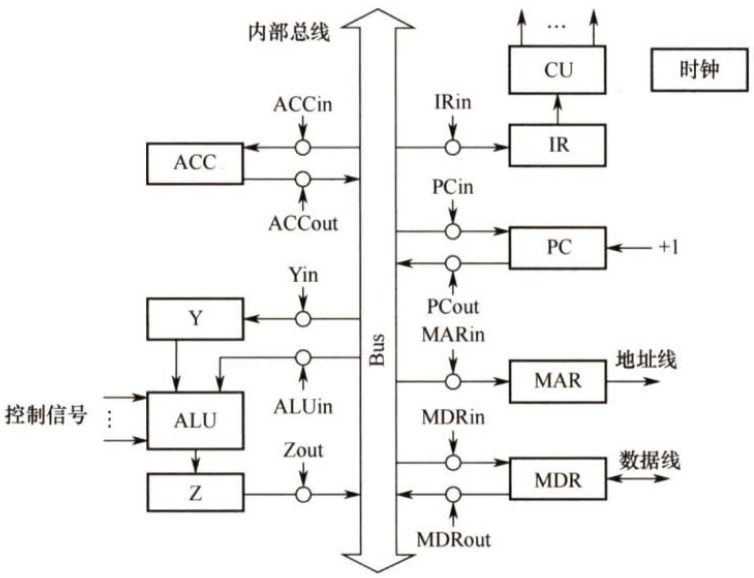 内部总线
…
CU
时钟
ACCin
IRin
ACC
IR
PCin
ACCout
PC
+1
Yin
PCout
Y
MARin
Bus
地址线
MAR
ALUin
控制信号
⋮
ALU
MDRin
Zout
数据线
Z
MDR
MDRout